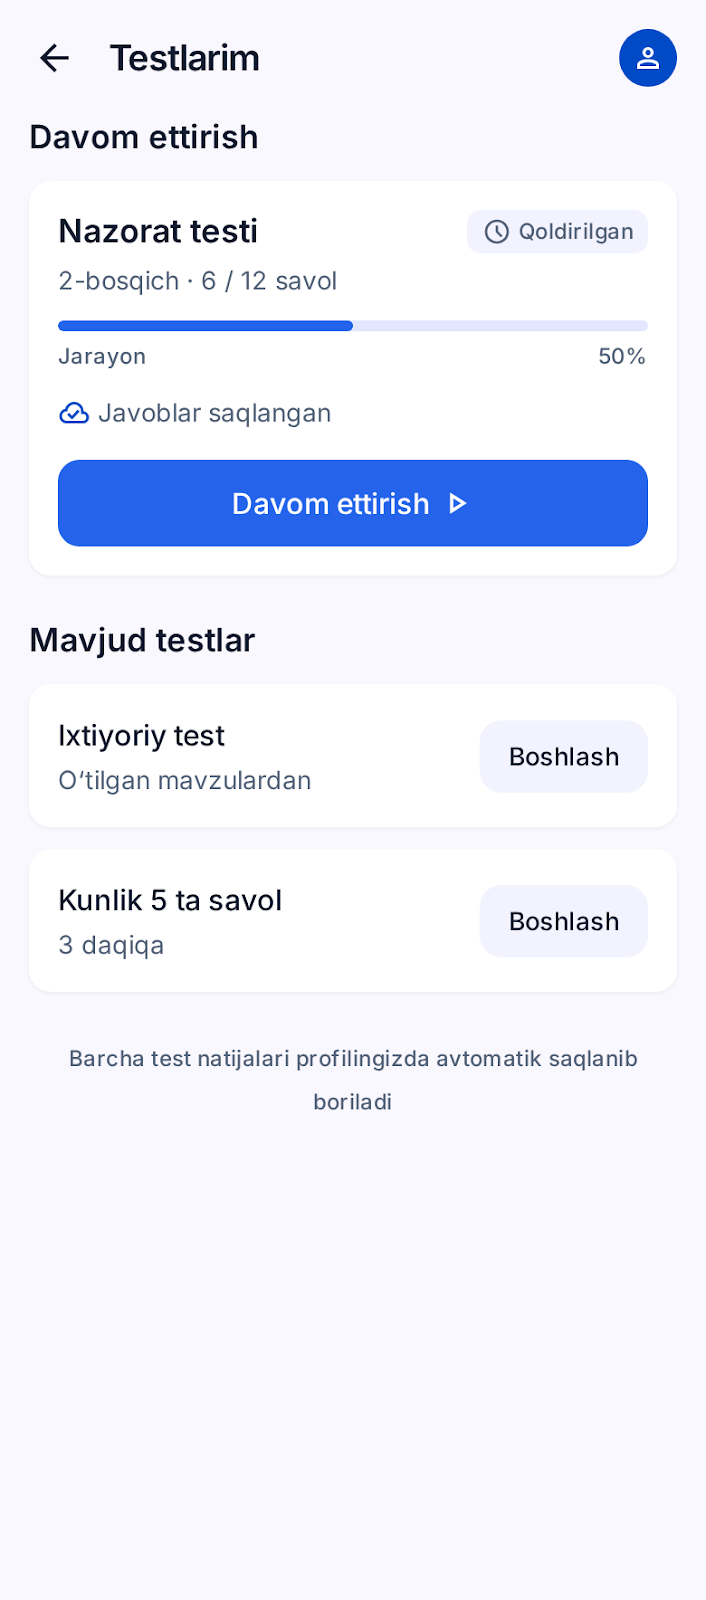 Testlarim
Davom ettirish
Nazorat testi
Qoldirilgan
2-bosqich · 6 / 12 savol
Jarayon
50%
Javoblar saqlangan
Davom ettirish
Mavjud testlar
Ixtiyoriy test
Oʻtilgan mavzulardan
Boshlash
Kunlik 5 ta savol
3 daqiqa
Boshlash
Barcha test natijalari profilingizda avtomatik saqlanib
boriladi